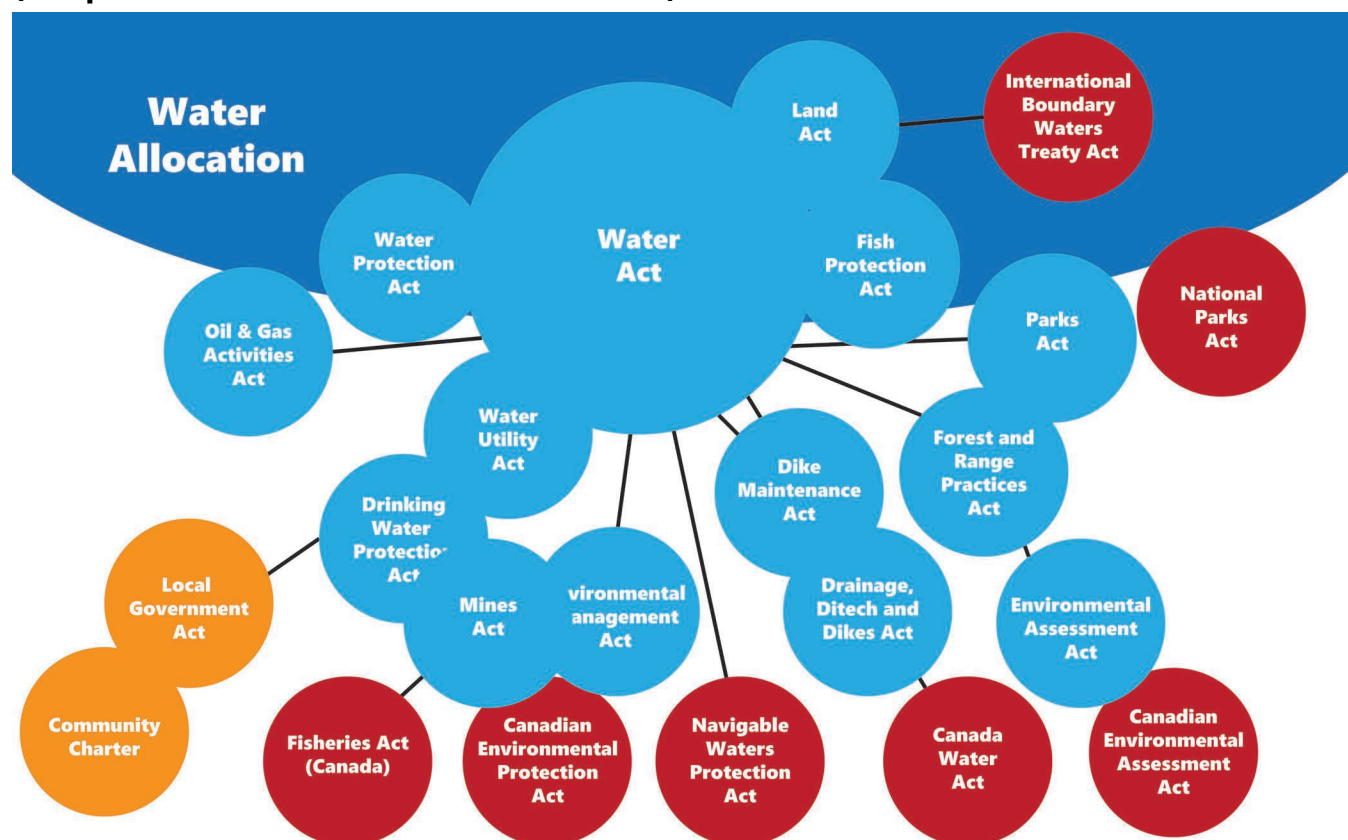 Water
Allocation
Land
Act
International
Boundary
Waters
Treaty Act
Water
Protection
Act
Water
Act
Fish
Protection
Act
National
Parks
Act
Oil & Gas
Activities
Act
Parks
Act
Water
Utility
Act
Dike
Maintenance
Act
Forest and
Range
Practices
Act
Drinking
Water
Act
Local
Government
Act
Mines
Act
Act
Drainage,
Ditech and
Dikes Act
Environmental
Assessment
Act
Community
Charter
Fisheries Act
(Canada)
Canadian
Environmental
Protection
Act
Navigable
Waters
Protection
Act
Canada
Water
Act
Canadian
Environmental
Assessment
Act